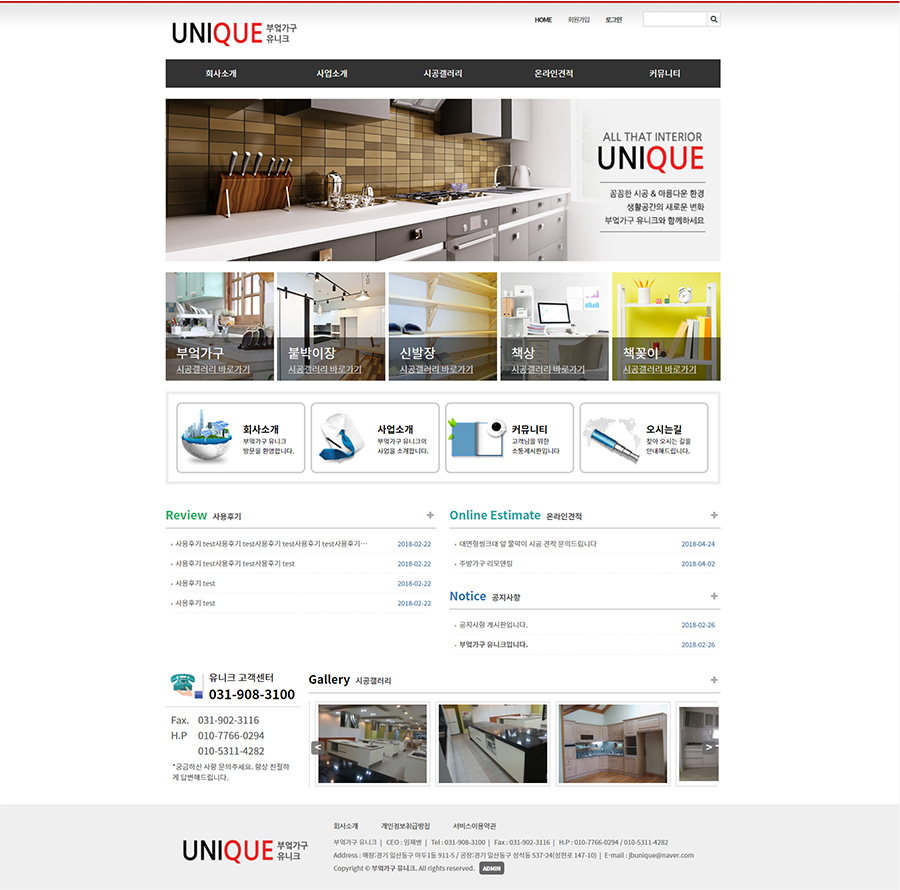 UNIQUE 부엌가구 유니크
HOME 회원가입 로그인
회사소개 사업소개 시공갤러리 온라인견적 커뮤니티
ALL THAT INTERIOR
UNIQUE
꼼꼼한 시공 & 아름다운 환경
생활공간의 새로운 변화
부엌가구 유니크와 함께하세요
부엌가구 붙박이장 신발장 책상 책꽂이
시공갤러리 바로가기 시공갤러리 바로가기 시공갤러리 바로가기 시공갤러리 바로가기 시공갤러리 바로가기
회사소개
부엌가구 유니크
방문을 환영합니다.
사업소개
부엌가구 유니크의
사업을 소개합니다.
커뮤니티
고객님을 위한
소통게시판입니다
오시는길
찾아 오시는 길을
안내해드립니다.
Review 사용후기 +
사용후기 test사용후기 test사용후기 test사용후기 test사용후기… 2018-02-22
사용후기 test사용후기 test사용후기 test 2018-02-22
사용후기 test 2018-02-22
사용후기 test 2018-02-22
Online Estimate 온라인견적 +
대면형씽크대 앞 물막이 시공 견적 문의드립니다 2018-04-24
주방가구 리모델링 2018-04-02
Notice 공지사항 +
공지사항 게시판입니다. 2018-02-26
부엌가구 유니크입니다. 2018-02-26
유니크 고객센터
031-908-3100
Fax. 031-902-3116
H.P 010-7766-0294
010-5311-4282
*궁금하신 사항 문의주세요. 항상 친절하
게 답변해드립니다.
Gallery 시공갤러리 +
< >
회사소개 개인정보취급방침 서비스이용약관
UNIQUE 부엌가구 유니크
부엌가구 유니크 | CEO : 임재병 | Tel : 031-908-3100 | Fax : 031-902-3116 | H.P : 010-7766-0294 / 010-5311-4282
Address : 매장:경기 일산동구 마두1동 911-5 / 공장:경기 일산동구 성석동 537-24(성현로 147-10) | E-mail : jbunique@naver.com
Copyright © 부엌가구 유니크. All rights reserved. ADMIN